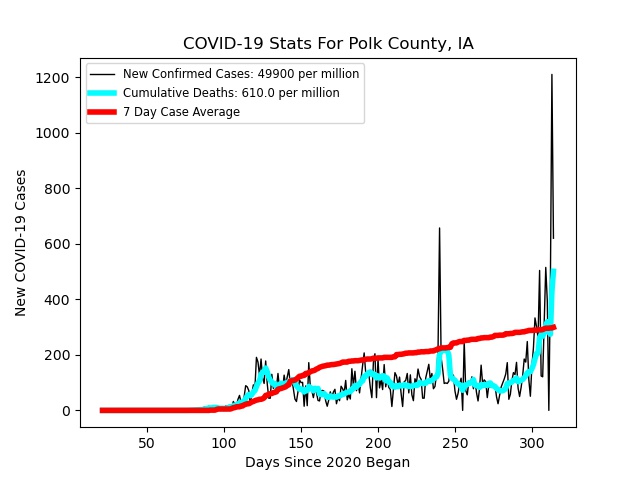 COVID-19 Stats For Polk County, IA
New Confirmed Cases: 49900 per million
Cumulative Deaths: 610.0 per million
7 Day Case Average
New COVID-19 Cases
1200
1000
800
600
400
200
0
50 100 150 200 250 300
Days Since 2020 Began